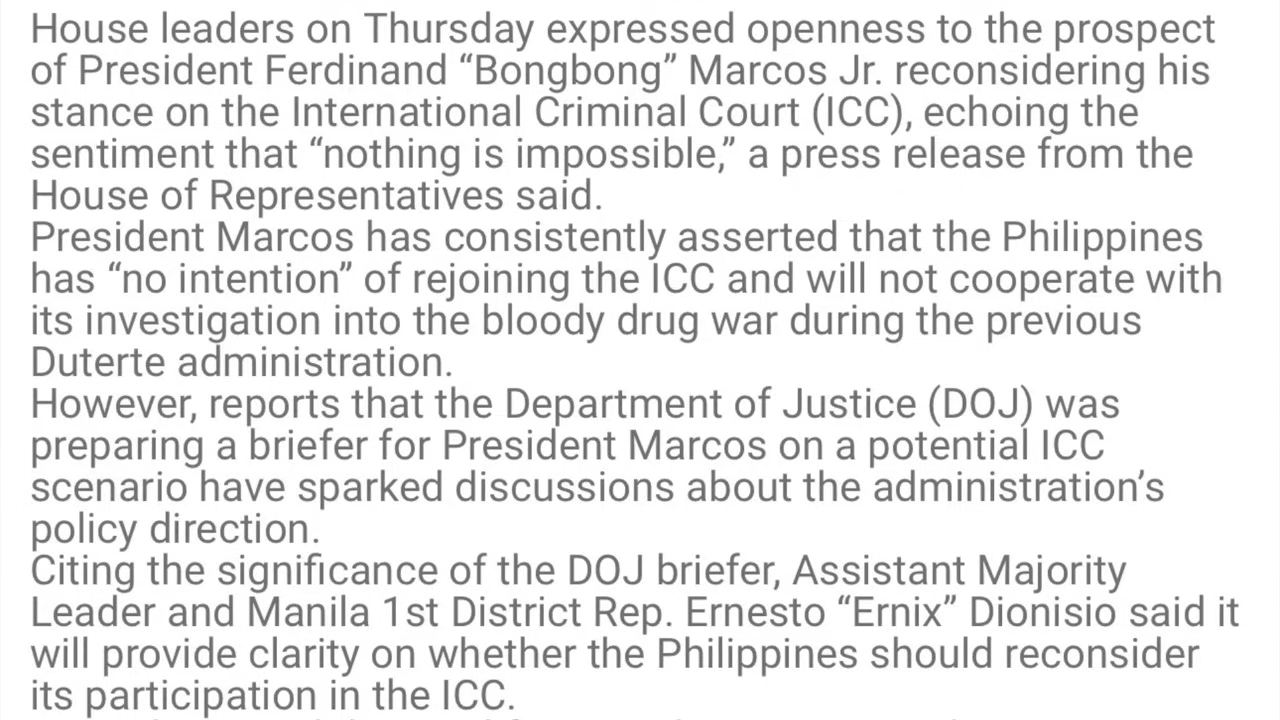 House leaders on Thursday expressed openness to the prospect
of President Ferdinand “Bongbong” Marcos Jr. reconsidering his
stance on the International Criminal Court (ICC), echoing the
sentiment that “nothing is impossible,” a press release from the
House of Representatives said.
President Marcos has consistently asserted that the Philippines
has “no intention” of rejoining the ICC and will not cooperate with
its investigation into the bloody drug war during the previous
Duterte administration.
However, reports that the Department of Justice (DOJ) was
preparing a briefer for President Marcos on a potential ICC
scenario have sparked discussions about the administration’s
policy direction.
Citing the significance of the DOJ briefer, Assistant Majority
Leader and Manila 1st District Rep. Ernesto “Ernix” Dionisio said it
will provide clarity on whether the Philippines should reconsider
its participation in the ICC.